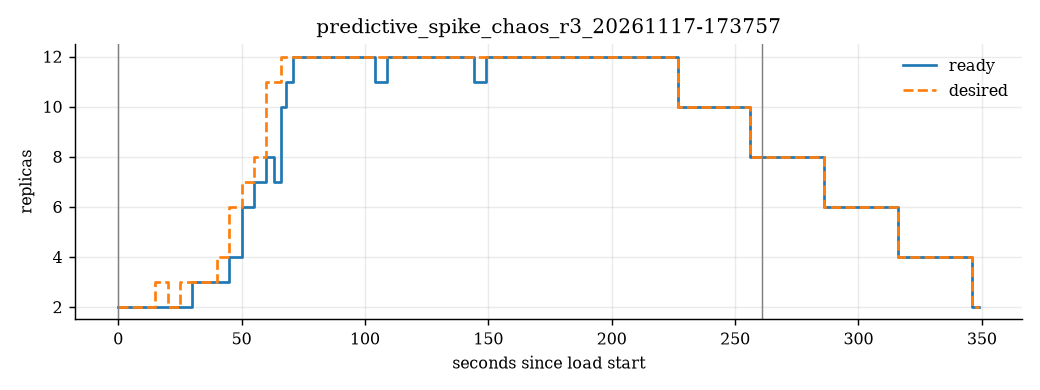 predictive_spike_chaos_r3_20261117-173757
replicas
12
10
8
6
4
2
ready
desired
0 50 100 150 200 250 300 350
seconds since load start